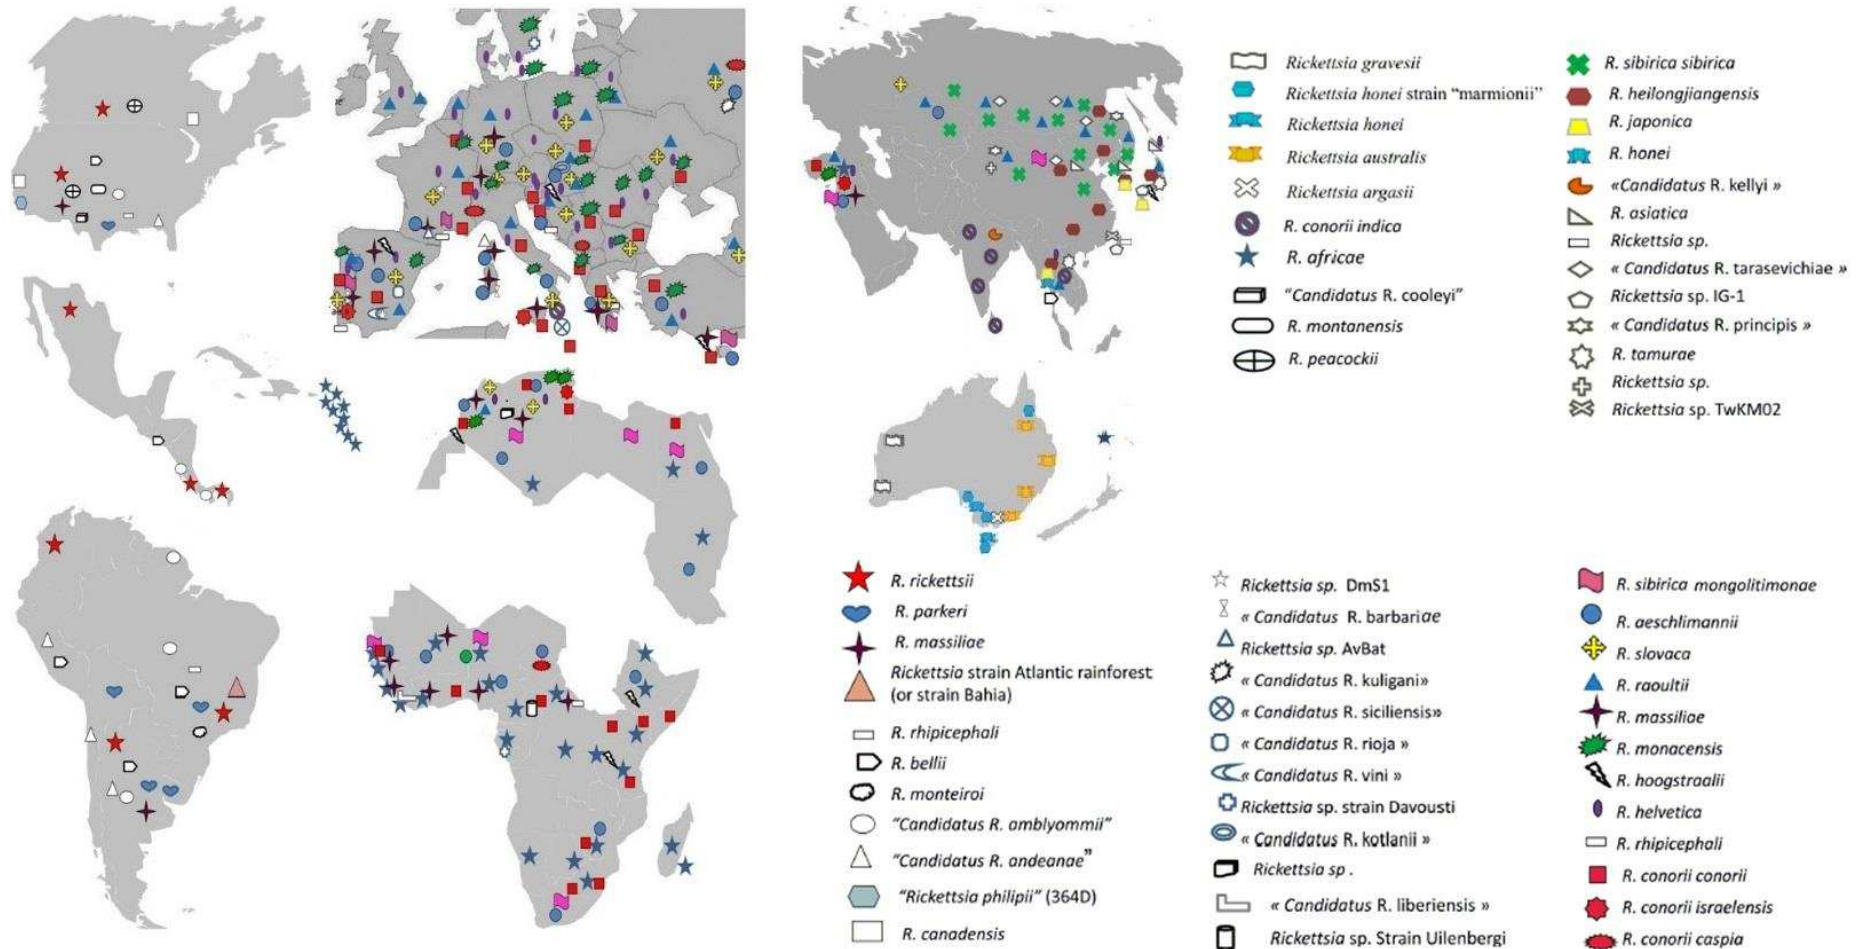 Rickettsia gravesii
Rickettsia honei strain "marmionii"
Rickettsia honei
Rickettsia australis
Rickettsia argasii
R. conorii indica
R. africae
"Candidatus R. cooleyi"
R. montanensis
R. peacockii
R. sibirica sibirica
R. heilongjiangensis
R. japonica
R. honei
«Candidatus R. kellyi »
R. asiatica
Rickettsia sp.
« Candidatus R. tarasevichiae »
Rickettsia sp. IG-1
« Candidatus R. principis »
R. tamurae
Rickettsia sp.
Rickettsia sp. TwKM02
R. rickettsii
R. parkeri
R. massiliae
Rickettsia strain Atlantic rainforest
(or strain Bahia)
R. rhipicephali
R. bellii
R. monteiroi
"Candidatus R. amblyommii"
"Candidatus R. andeanae"
"Rickettsia philipii" (364D)
R. canadensis
Rickettsia sp. DmS1
« Candidatus R. barbariae
Rickettsia sp. AvBat
« Candidatus R. kuligani»
« Candidatus R. siciliensis»
« Candidatus R. rioja »
« Candidatus R. vini »
Rickettsia sp. strain Davousti
« Candidatus R. kotlanii »
Rickettsia sp .
« Candidatus R. liberiensis »
Rickettsia sp. Strain Uilenbergi
R. sibirica mongolitimonae
R. aeschlimannii
R. slovaca
R. raoultii
R. massiliae
R. monacensis
R. hoogstraalii
R. helvetica
R. rhipicephali
R. conorii conorii
R. conorii israelensis
R. conorii caspia